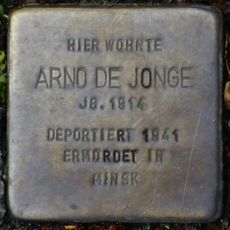 HIER WOHNTE
ARNO DE JONGE
JG. 1914
DEPORTIERT 1941
ERMORDET IN
MINSK